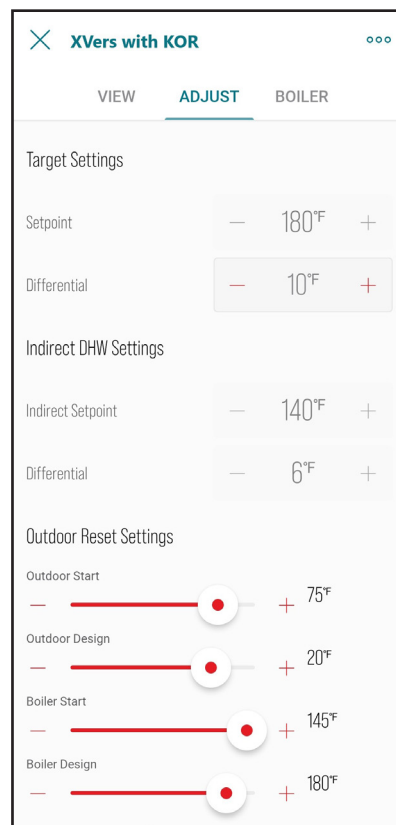 XVers with KOR
VIEW ADJUST BOILER
Target Settings
Setpoint − 180°F +
Differential − 10°F +
Indirect DHW Settings
Indirect Setpoint − 140°F +
Differential − 6°F +
Outdoor Reset Settings
Outdoor Start
− + 75°F
Outdoor Design
− + 20°F
Boiler Start
− + 145°F
Boiler Design
− + 180°F